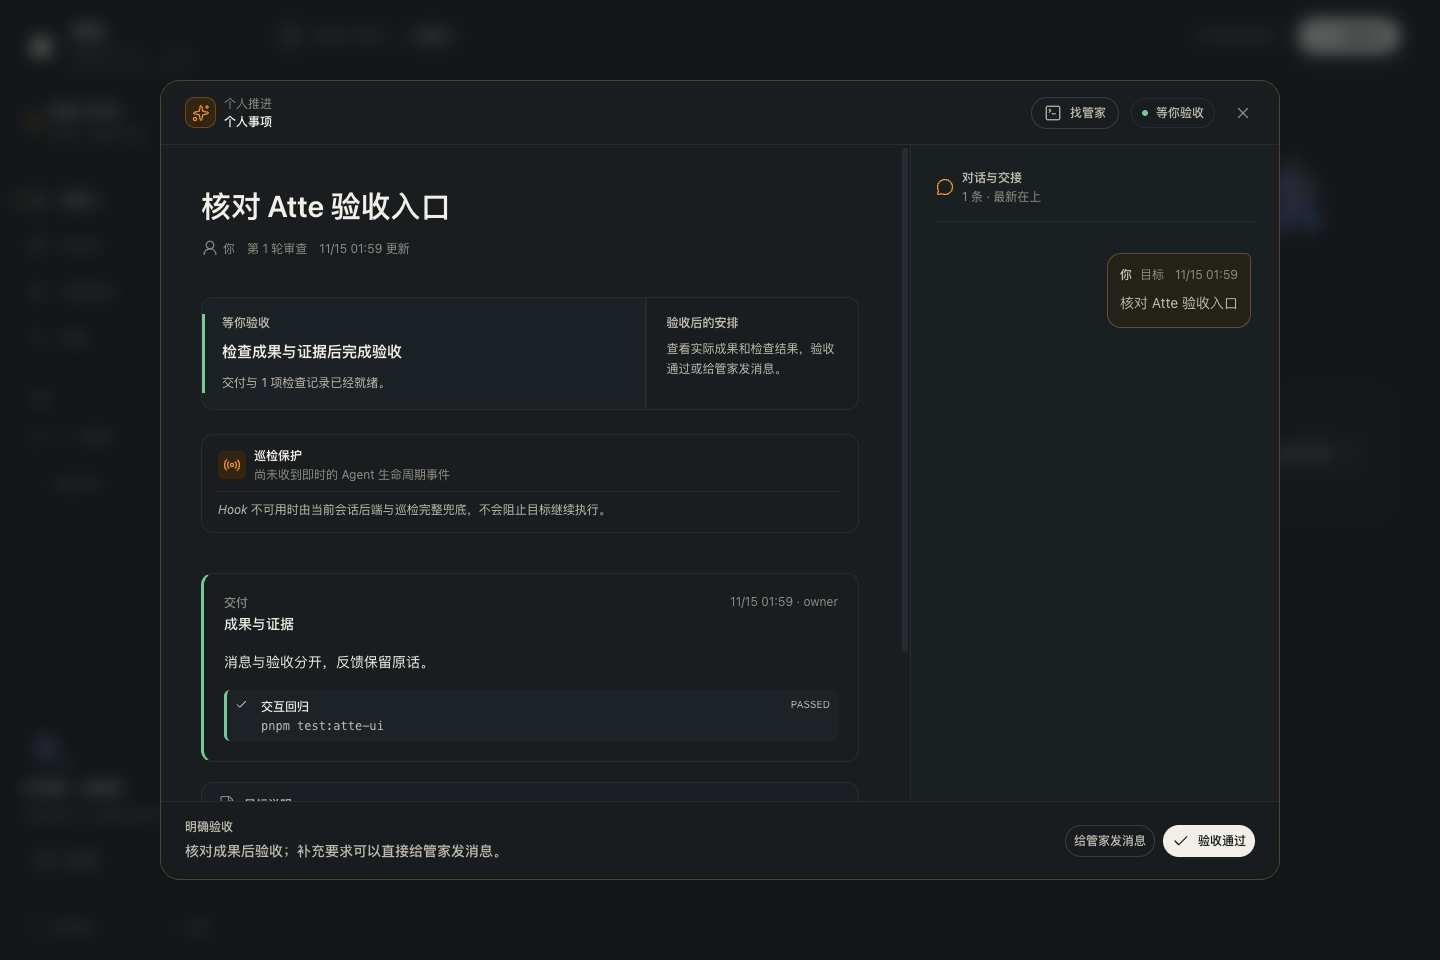 个人推进
个人事项
找管家
等你验收
核对 Atte 验收入口
你 第 1 轮审查 11/15 01:59 更新
等你验收
检查成果与证据后完成验收
交付与 1 项检查记录已经就绪。
验收后的安排
查看实际成果和检查结果，验收
通过或给管家发消息。
巡检保护
尚未收到即时的 Agent 生命周期事件
Hook 不可用时由当前会话后端与巡检完整兜底，不会阻止目标继续执行。
交付
11/15 01:59 · owner
成果与证据
消息与验收分开，反馈保留原话。
交互回归
PASSED
pnpm test:atte-ui
对话与交接
1 条 · 最新在上
你 目标 11/15 01:59
核对 Atte 验收入口
明确验收
核对成果后验收；补充要求可以直接给管家发消息。
给管家发消息
验收通过